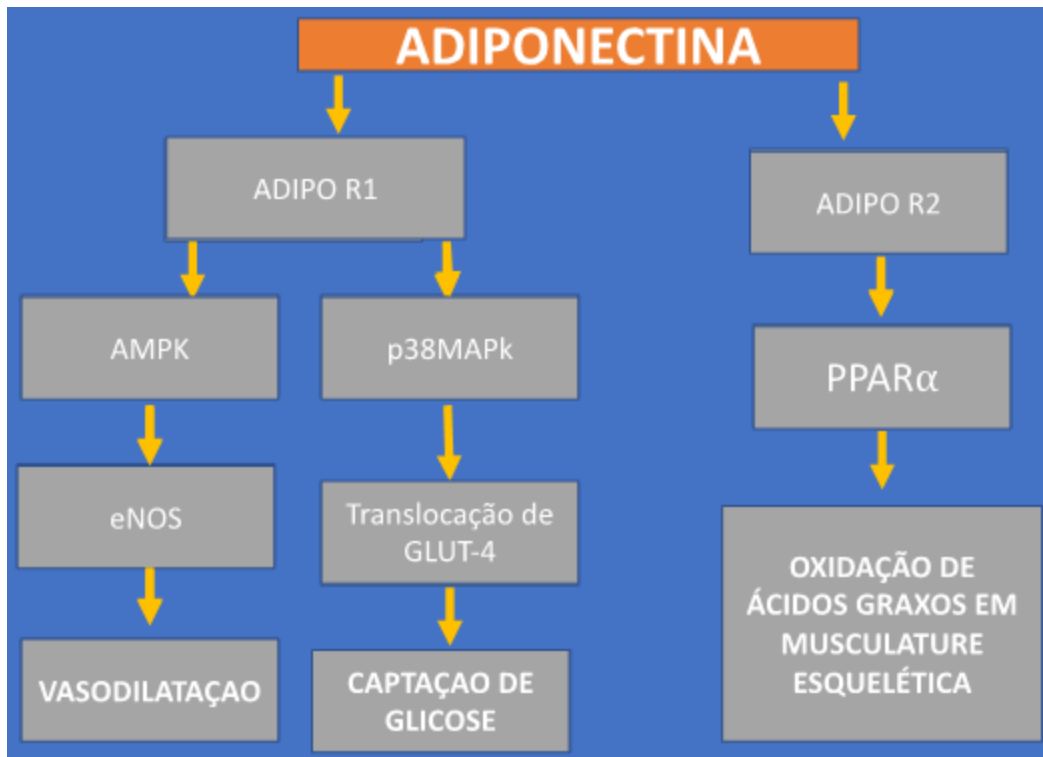 ADIPONECTINA
ADIPO R1
ADIPO R2
AMPK
p38MAPk
PPARα
eNOS
Translocação de
GLUT-4
OXIDAÇÃO DE
ÁCIDOS GRAXOS EM
MUSCULATURE
ESQUELÉTICA
VASODILATAÇAO
CAPTAÇAO DE
GLICOSE